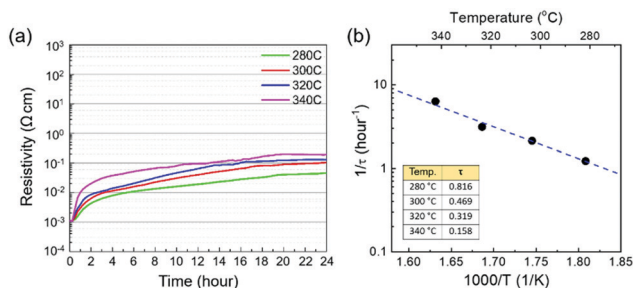 (a)
10³
10²
10¹
10⁰
10⁻¹
10⁻²
10⁻³
Resistivity (Ω cm)
280C
300C
320C
340C
0 2 4 6 8 10 12 14 16 18 20 22 24
Time (hour)
(b)
Temperature (°C)
340 320 300 280
10
1
0.1
1/τ (hour⁻¹)
Temp. τ
280 °C 0.816
300 °C 0.469
320 °C 0.319
340 °C 0.158
1.60 1.65 1.70 1.75 1.80 1.85
1000/T (1/K)